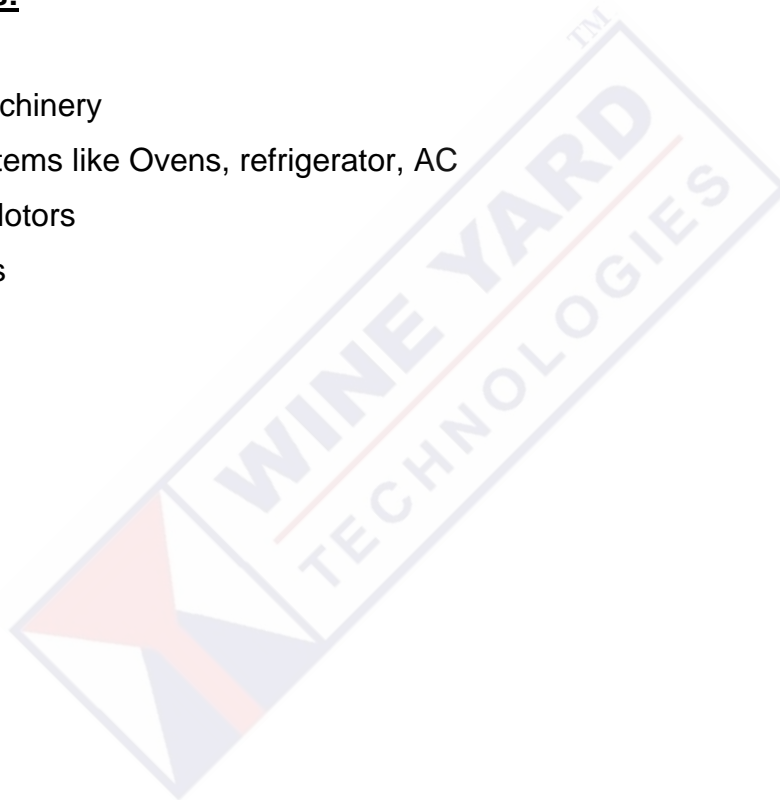 s:
chinery
tems like Ovens, refrigerator, AC
lotors
s
WINE YARD
TECHNOLOGIES
TM